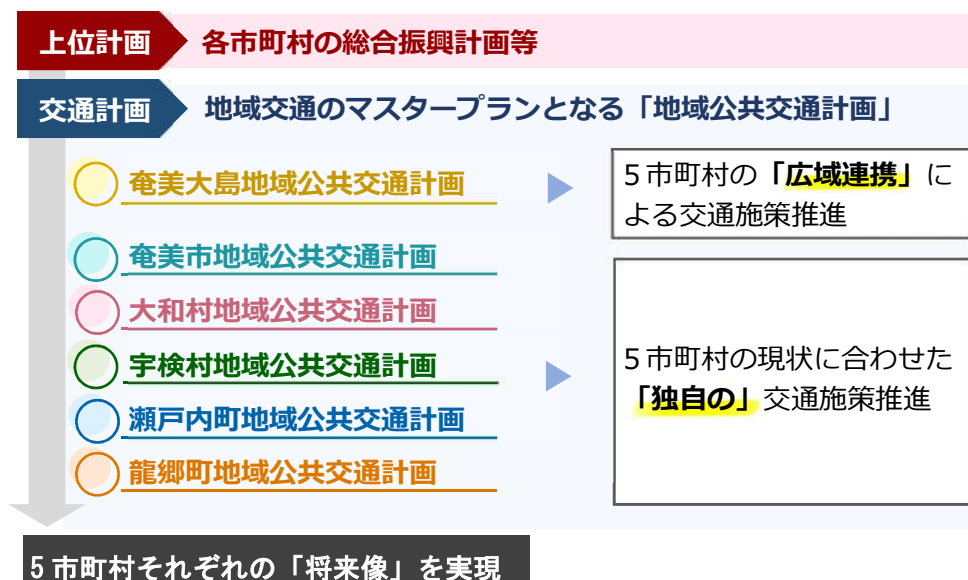 上位計画 各市町村の総合振興計画等
交通計画 地域交通のマスタープランとなる「地域公共交通計画」
奄美大島地域公共交通計画
5市町村の「広域連携」に
よる交通施策推進
奄美市地域公共交通計画
大和村地域公共交通計画
宇検村地域公共交通計画
瀬戸内町地域公共交通計画
龍郷町地域公共交通計画
5市町村の現状に合わせた
「独自の」交通施策推進
5市町村それぞれの「将来像」を実現